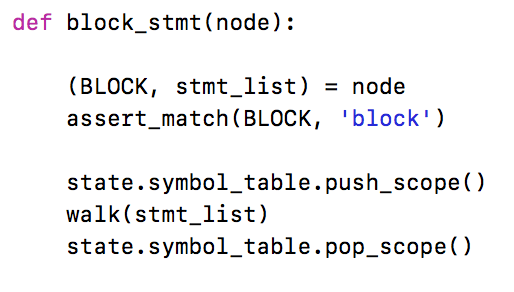 def block_stmt(node):
    (BLOCK, stmt_list) = node
    assert_match(BLOCK, 'block')
    state.symbol_table.push_scope()
    walk(stmt_list)
    state.symbol_table.pop_scope()